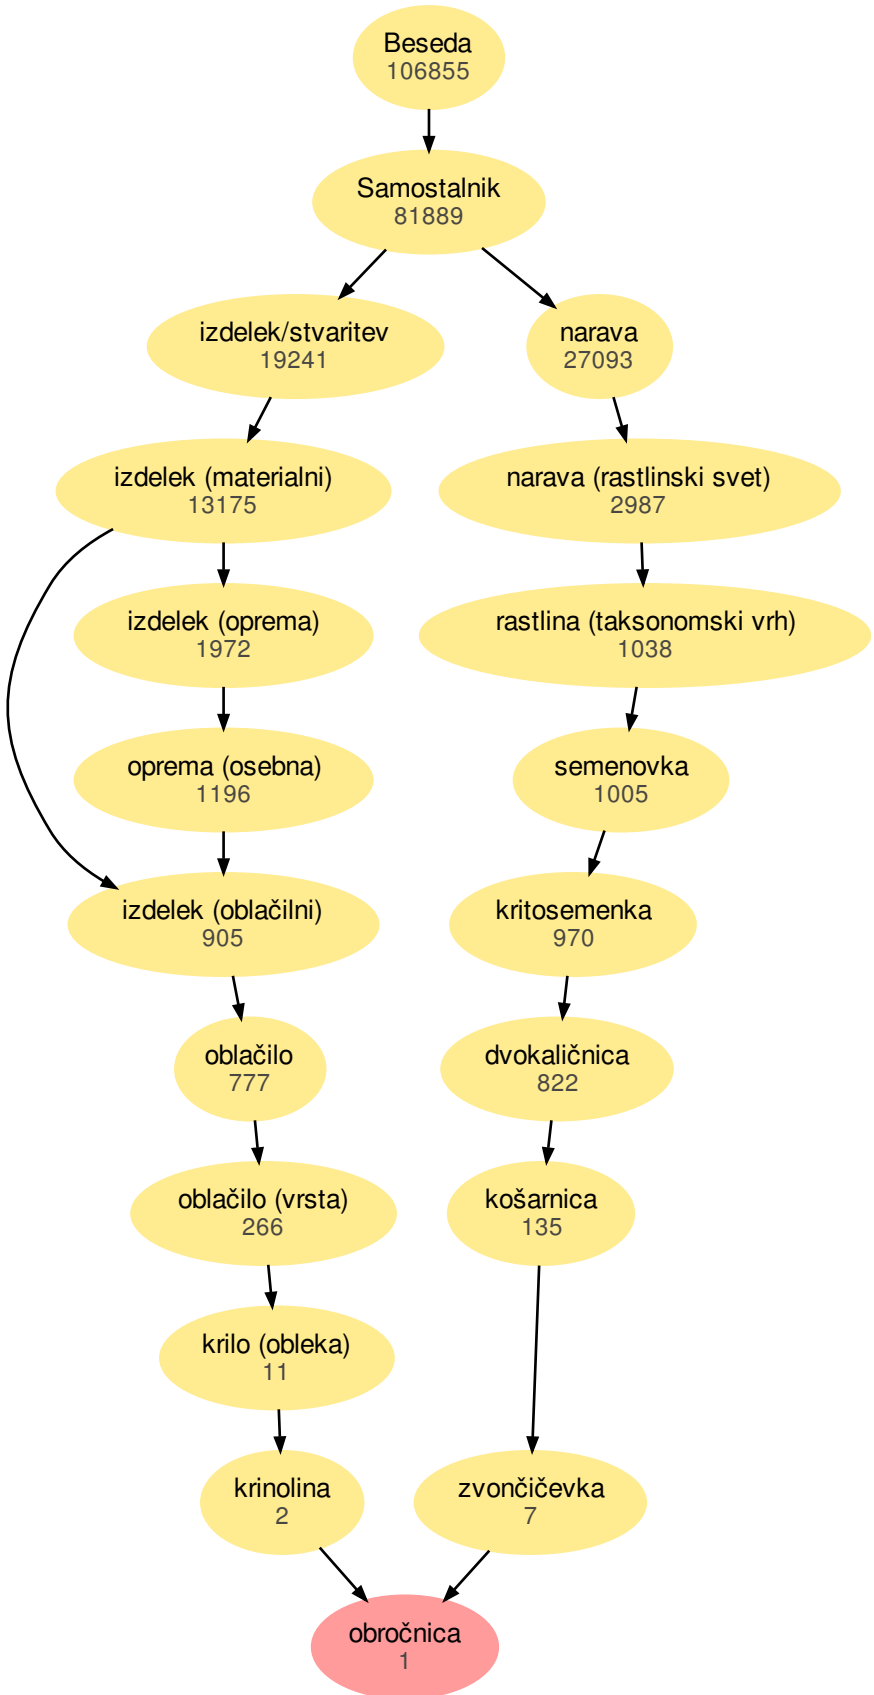 Beseda
106855
Samostalnik
81889
izdelek/stvaritev
19241
narava
27093
izdelek (materialni)
13175
narava (rastlinski svet)
2987
izdelek (oprema)
1972
rastlina (taksonomski vrh)
1038
oprema (osebna)
1196
semenovka
1005
izdelek (oblačilni)
905
kritosemenka
970
oblačilo
777
dvokaličnica
822
oblačilo (vrsta)
266
košarnica
135
krilo (obleka)
11
krinolina
2
zvončičevka
7
obročnica
1